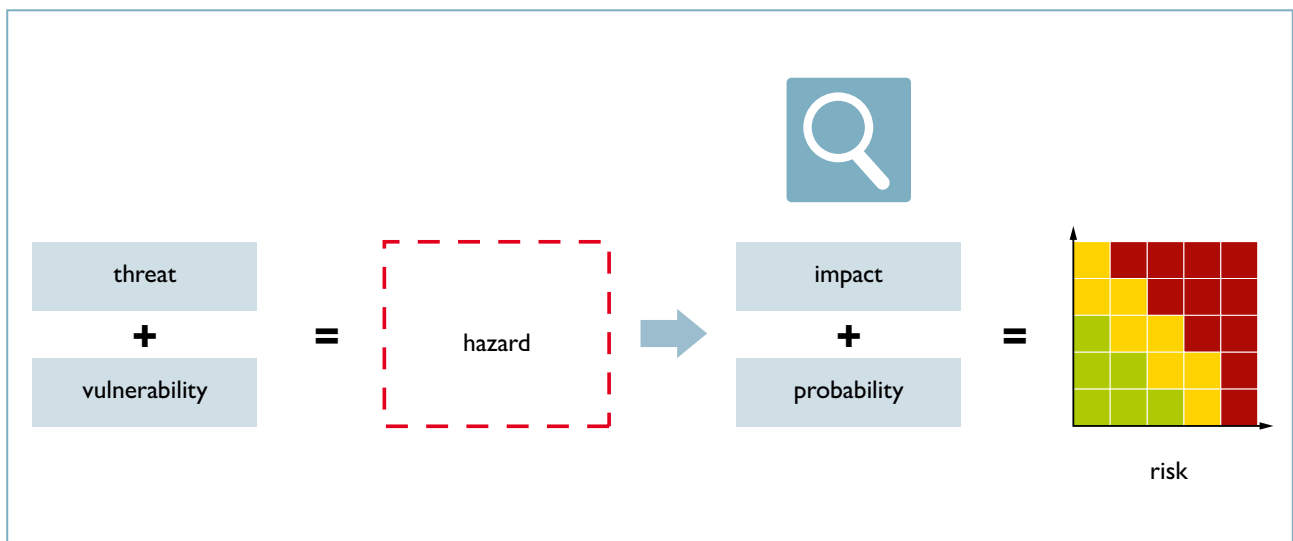 threat
+
vulnerability
=
hazard
impact
+
probability
=
risk